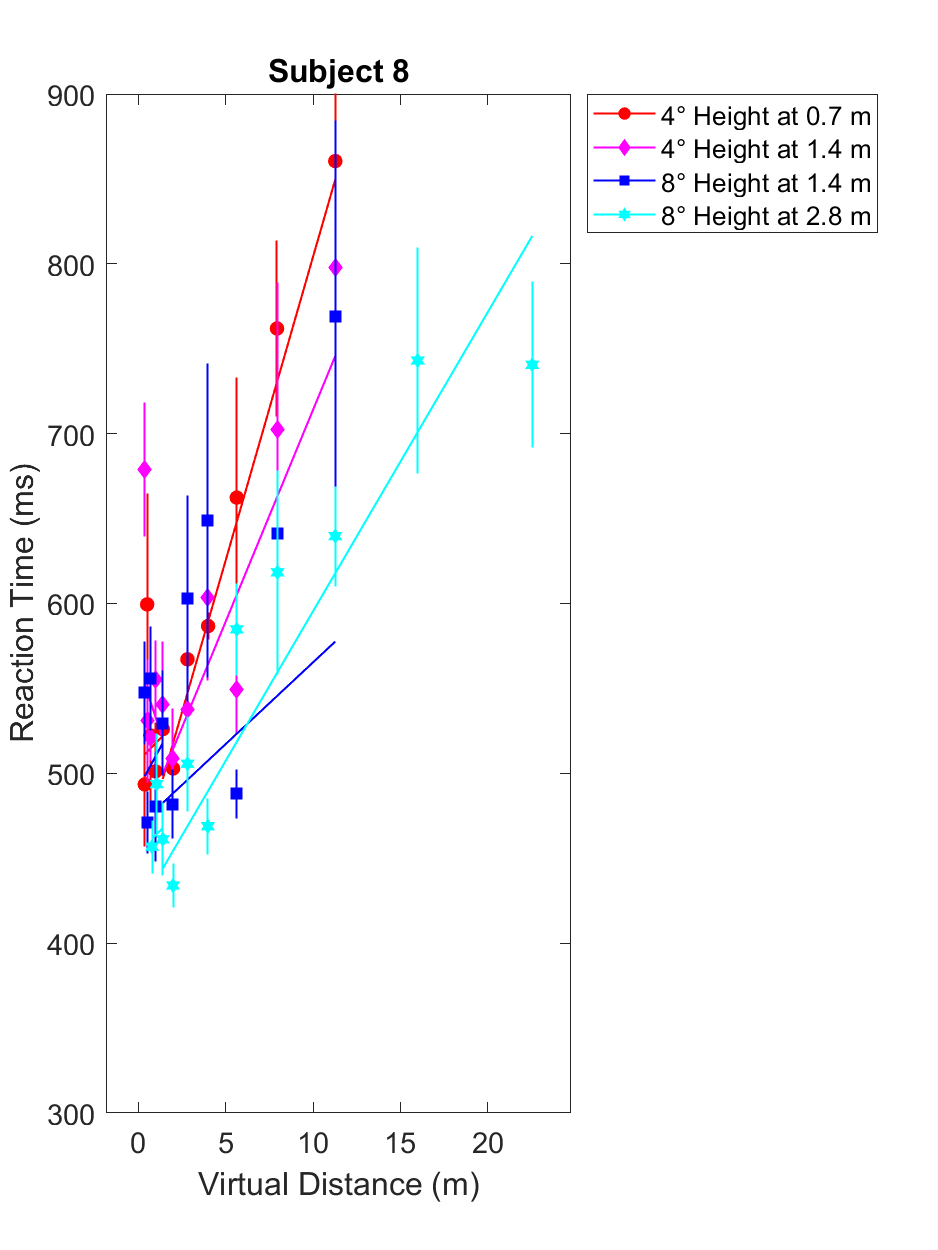 Subject 8
900
800
700
600
500
400
300
Reaction Time (ms)
0 5 10 15 20
Virtual Distance (m)
4° Height at 0.7 m
4° Height at 1.4 m
8° Height at 1.4 m
8° Height at 2.8 m